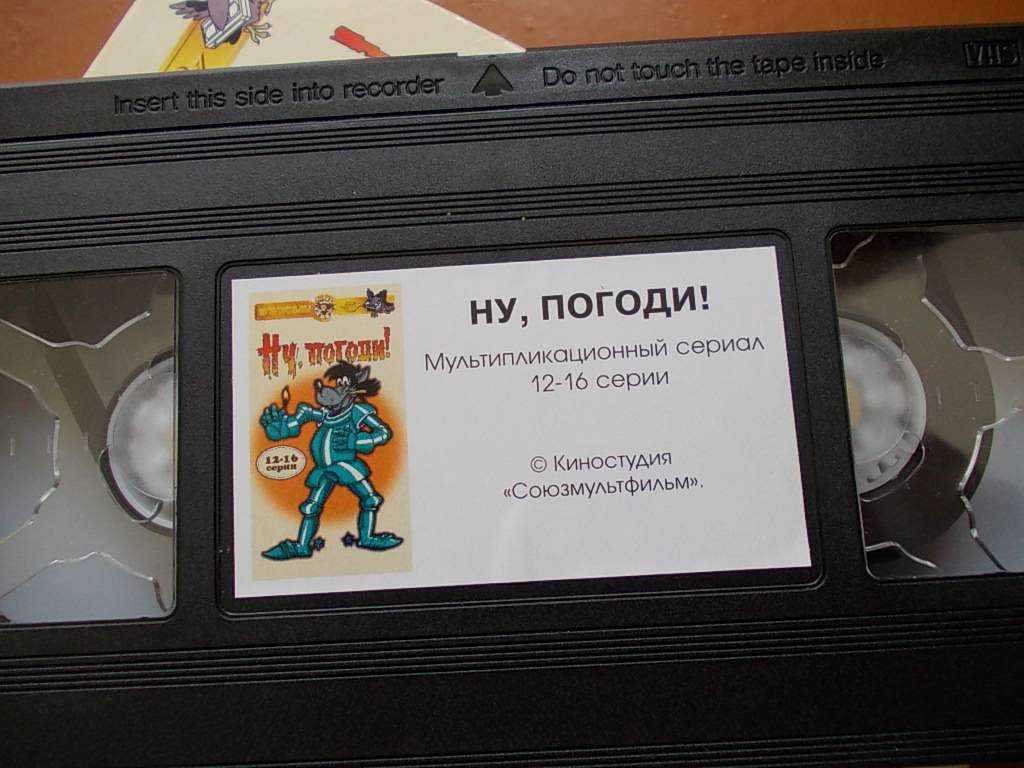 Insert this side into recorder
Do not touch the tape inside
VHS
Ну, погоди!
12-16
серии
НУ, ПОГОДИ!
Мультипликационный сериал
12-16 серии
© Киностудия
«Союзмультфильм».